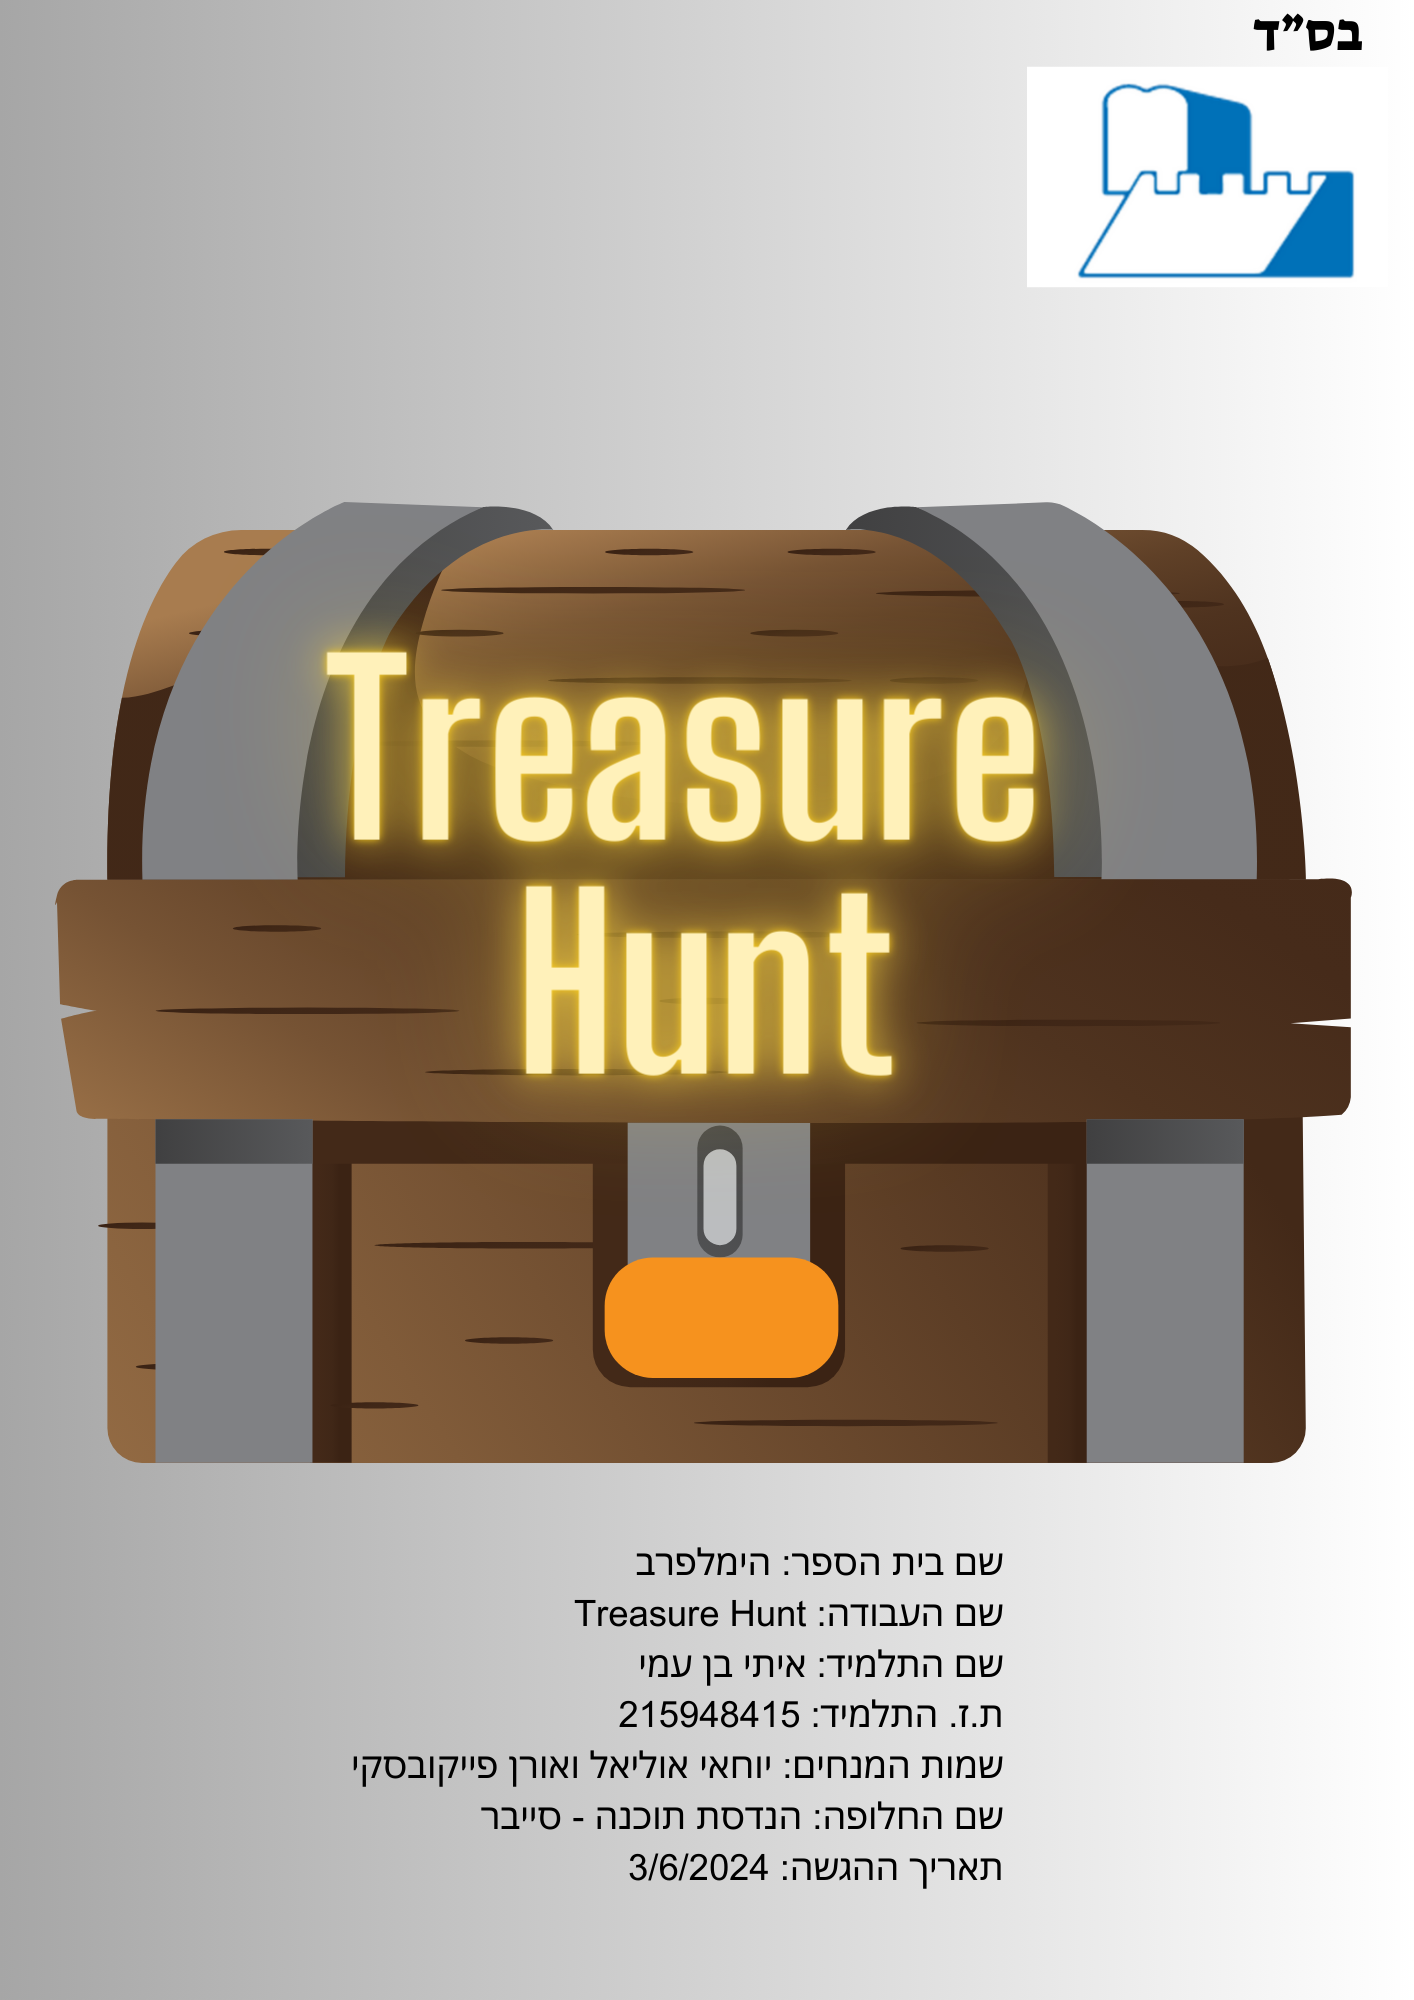 בס"ד
Treasure
Hunt
שם בית הספר: הימלפרב
שם העבודה: Treasure Hunt
שם התלמיד: איתי בן עמי
ת.ז. התלמיד: 215948415
שמות המנחים: יוחאי אוליאל ואורן פייקובסקי
שם החלופה: הנדסת תוכנה - סייבר
תאריך ההגשה: 3/6/2024